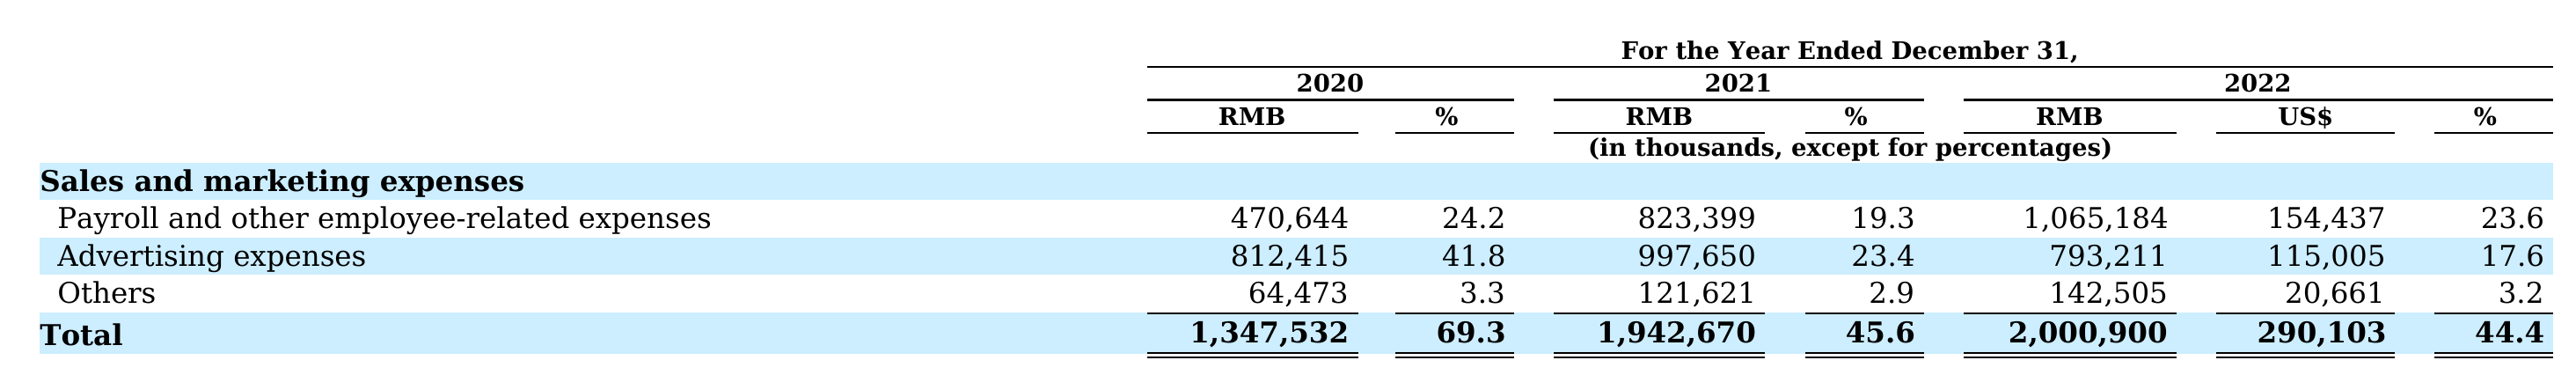 For the Year Ended December 31,
2020 2021 2022
RMB % RMB % RMB US$ %
(in thousands, except for percentages)
Sales and marketing expenses
Payroll and other employee-related expenses 470,644 24.2 823,399 19.3 1,065,184 154,437 23.6
Advertising expenses 812,415 41.8 997,650 23.4 793,211 115,005 17.6
Others 64,473 3.3 121,621 2.9 142,505 20,661 3.2
Total 1,347,532 69.3 1,942,670 45.6 2,000,900 290,103 44.4